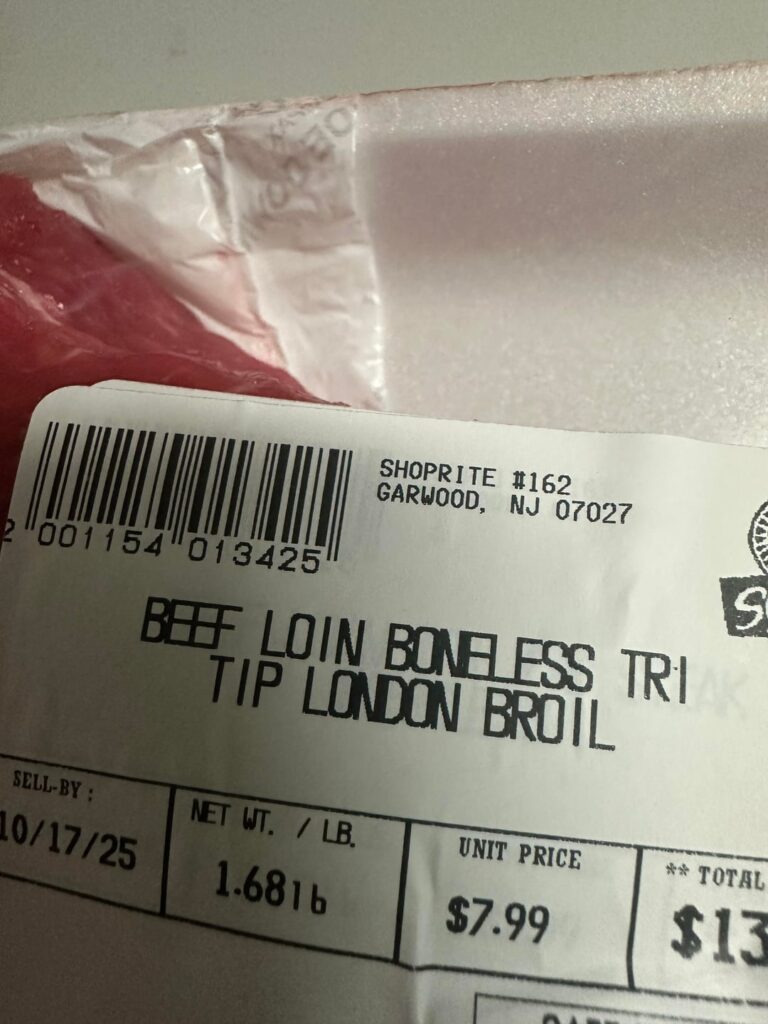 SHOPRITE #162
GARWOOD, NJ 07027
2 001154 013425
BEEF LOIN BONELESS TRI
TIP LONDON BROIL
SELL-BY: NET WT. / LB. UNIT PRICE ** TOTAL
10/17/25 1.68lb $7.99 $13